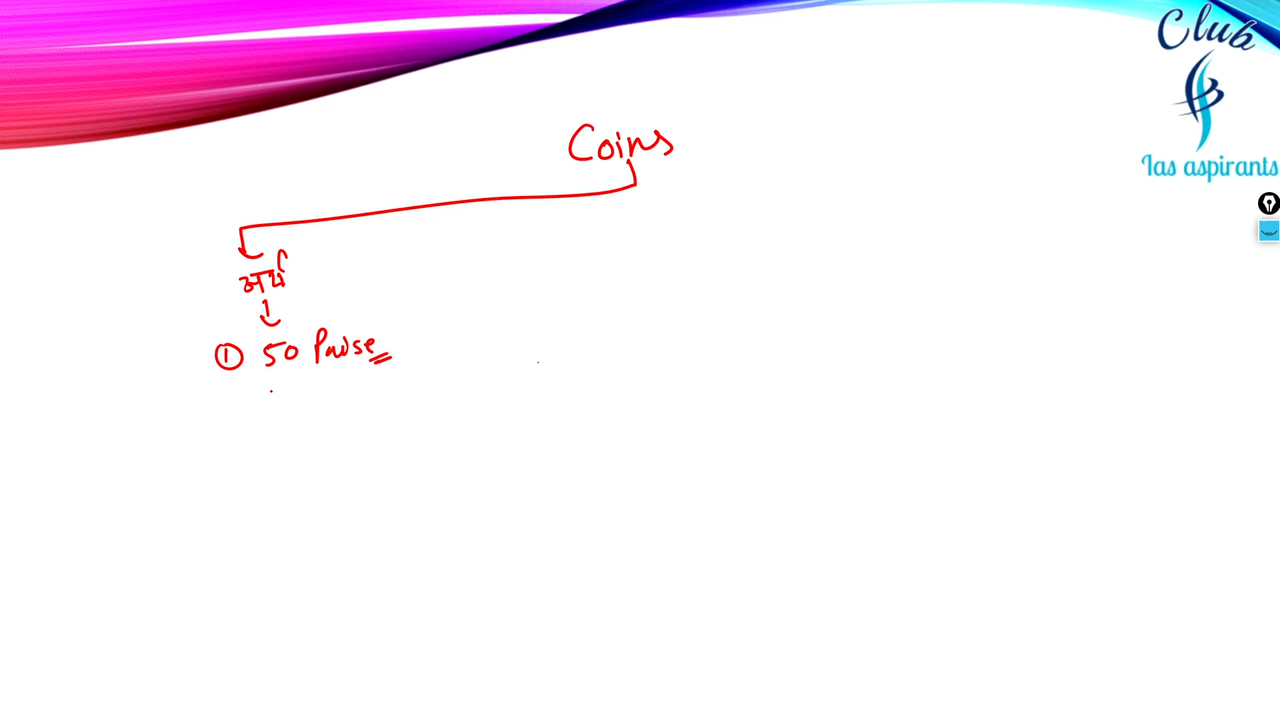 Club
Ias aspirants
Coins
अर्थ
① 50 Paise